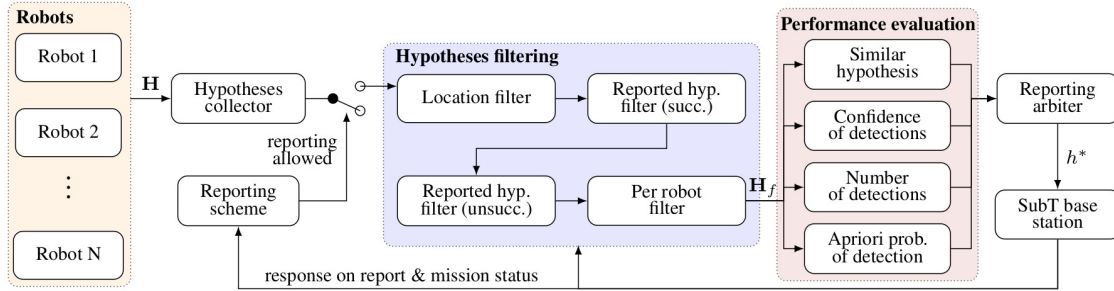 Robots
Robot 1
Robot 2
⋮
Robot N
H
Hypotheses
collector
reporting
allowed
Reporting
scheme
Hypotheses filtering
Location filter
Reported hyp.
filter (succ.)
Reported hyp.
filter (unsucc.)
Per robot
filter
H_f
Performance evaluation
Similar
hypothesis
Confidence
of detections
Number
of detections
Apriori prob.
of detection
Reporting
arbiter
h*
SubT base
station
response on report & mission status